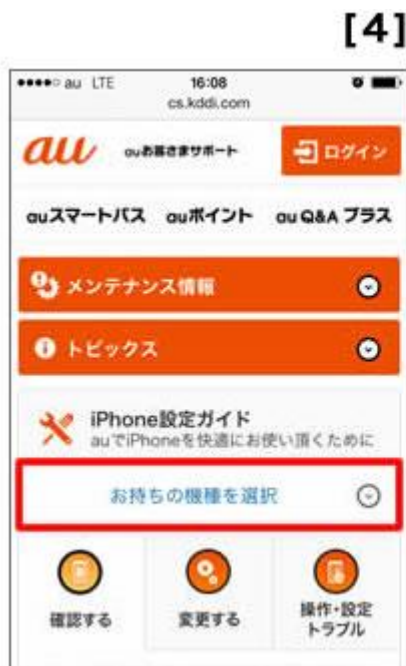 [4]
au LTE 16:08
cs.kddi.com
au auお客さまサポート ログイン
auスマートパス auポイント au Q&A プラス
メンテナンス情報
トピックス
iPhone設定ガイド
auでiPhoneを快適にお使い頂くために
お持ちの機種を選択
確認する 変更する 操作・設定
トラブル